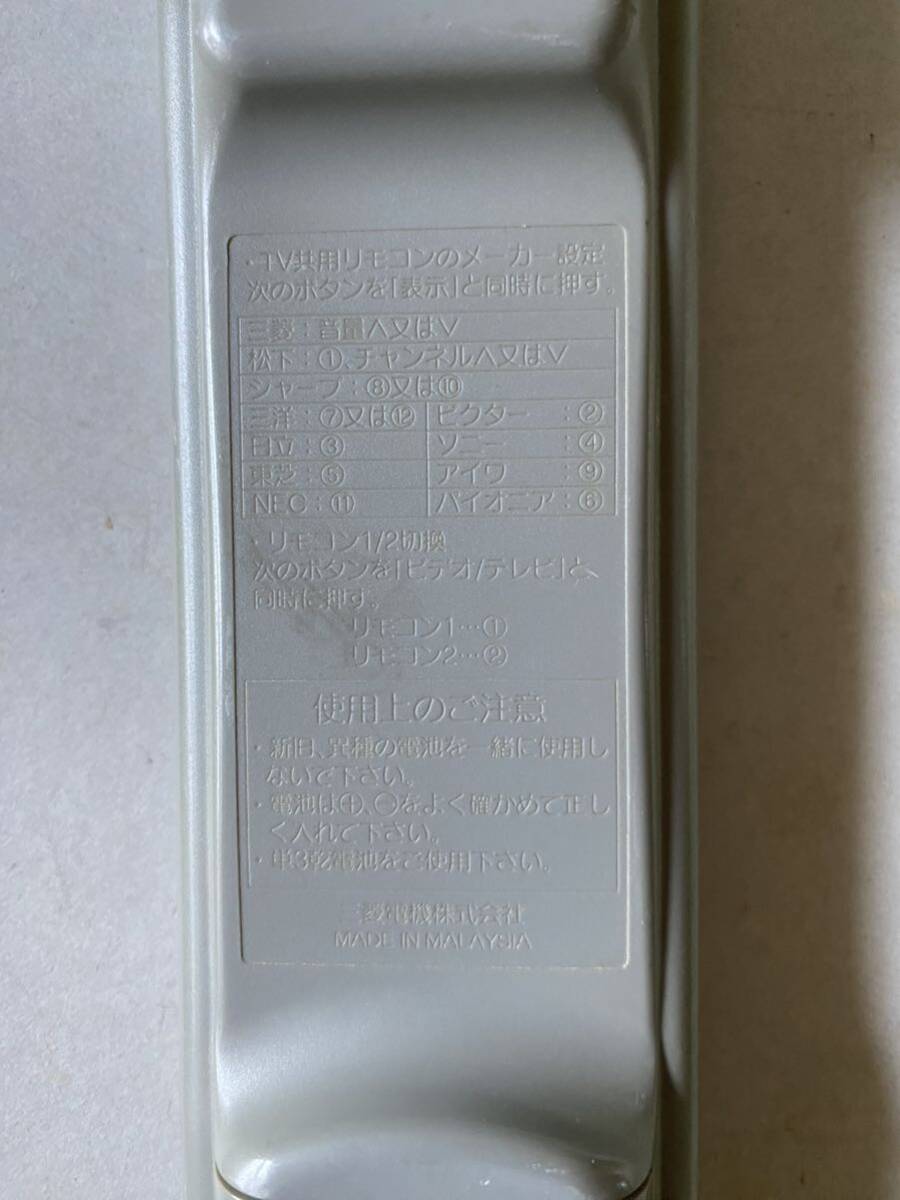 ・TV共用リモコンのメーカー設定
次のボタンを「表示」と同時に押す。
三菱：音量∧又は∨
松下：①、チャンネル∧又は∨
シャープ：⑧又は⑩
三洋：⑦又は⑫ ビクター：②
日立：③ ソニー：④
東芝：⑤ アイワ：⑨
NEC：⑪ パイオニア：⑥
・リモコン1/2切換
次のボタンを「ビデオ/テレビ」と
同時に押す。
リモコン1…①
リモコン2…②
使用上のご注意
・新旧、異種の電池を一緒に使用し
ないで下さい。
・電池は⊕、⊖をよく確かめて正し
く入れて下さい。
・単3乾電池をご使用下さい。
三菱電機株式会社
MADE IN MALAYSIA